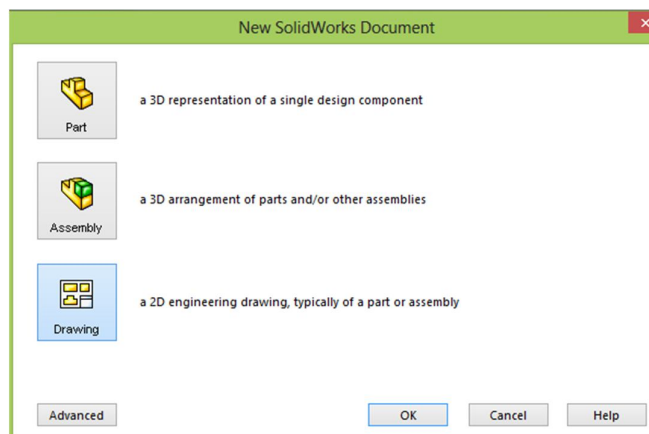 New SolidWorks Document
Part
a 3D representation of a single design component
Assembly
a 3D arrangement of parts and/or other assemblies
Drawing
a 2D engineering drawing, typically of a part or assembly
Advanced
OK
Cancel
Help